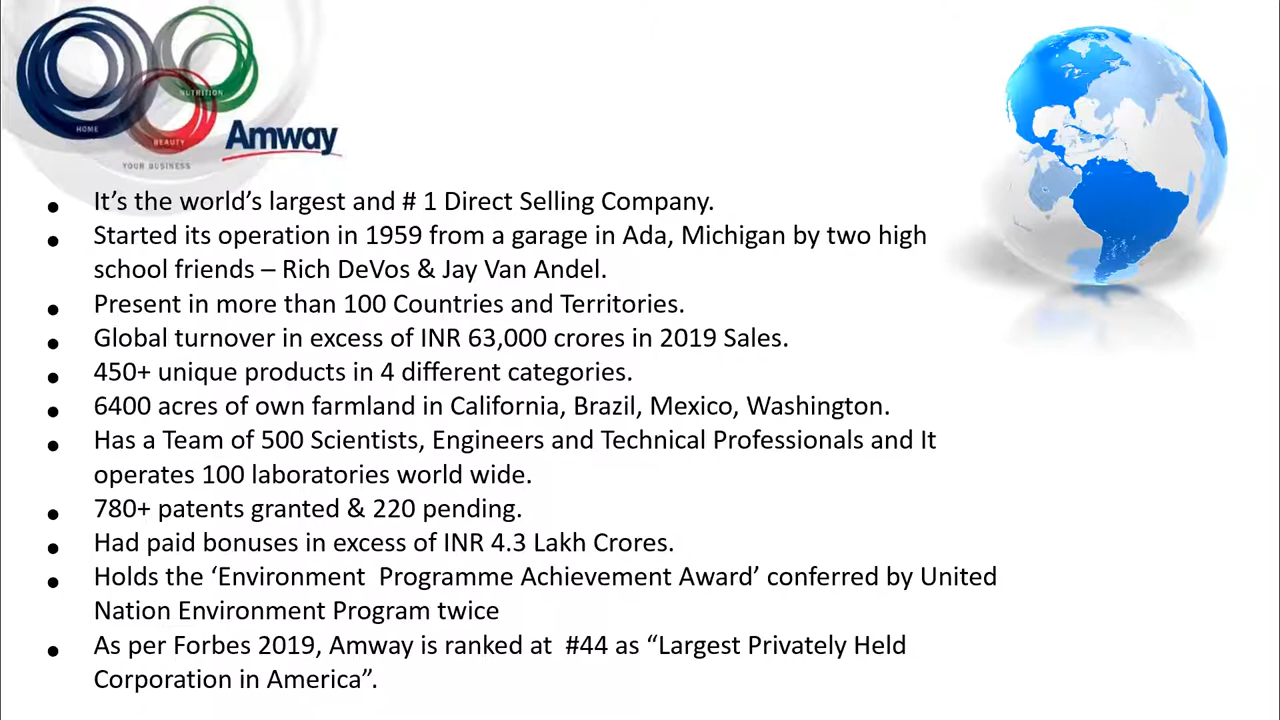 NUTRITION
HOME
BEAUTY
Amway
YOUR BUSINESS
• It’s the world’s largest and # 1 Direct Selling Company.
• Started its operation in 1959 from a garage in Ada, Michigan by two high
school friends – Rich DeVos & Jay Van Andel.
• Present in more than 100 Countries and Territories.
• Global turnover in excess of INR 63,000 crores in 2019 Sales.
• 450+ unique products in 4 different categories.
• 6400 acres of own farmland in California, Brazil, Mexico, Washington.
• Has a Team of 500 Scientists, Engineers and Technical Professionals and It
operates 100 laboratories world wide.
• 780+ patents granted & 220 pending.
• Had paid bonuses in excess of INR 4.3 Lakh Crores.
• Holds the ‘Environment  Programme Achievement Award’ conferred by United
Nation Environment Program twice
• As per Forbes 2019, Amway is ranked at  #44 as “Largest Privately Held
Corporation in America”.